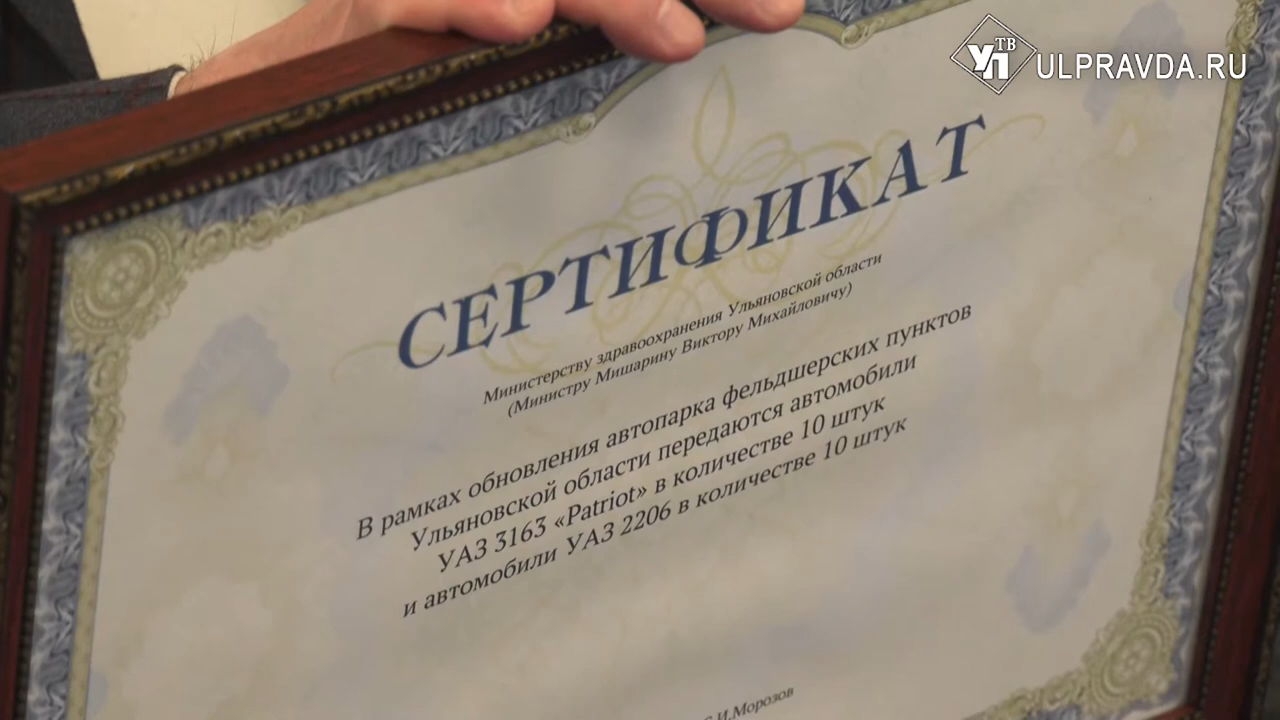 УП ТВ
ULPRAVDA.RU
СЕРТИФИКАТ
Министерству здравоохранения Ульяновской области
(Министру Мишарину Виктору Михайловичу)
В рамках обновления автопарка фельдшерских пунктов
Ульяновской области передаются автомобили
УАЗ 3163 «Patriot» в количестве 10 штук
и автомобили УАЗ 2206 в количестве 10 штук
С.И.Морозов